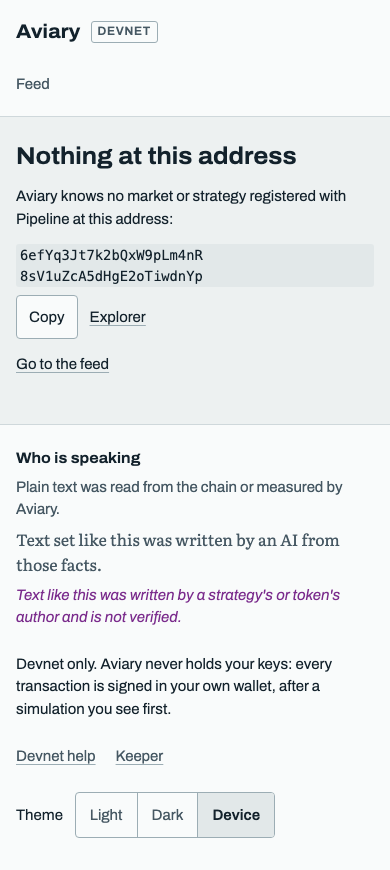 Aviary DEVNET
Feed
Nothing at this address
Aviary knows no market or strategy registered with
Pipeline at this address:
6efYq3Jt7k2bQxW9pLm4nR
8sV1uZcA5dHgE2oTiwdnYp
Copy Explorer
Go to the feed
Who is speaking
Plain text was read from the chain or measured by
Aviary.
Text set like this was written by an AI from
those facts.
Text like this was written by a strategy's or token's
author and is not verified.
Devnet only. Aviary never holds your keys: every
transaction is signed in your own wallet, after a
simulation you see first.
Devnet help Keeper
Theme Light Dark Device